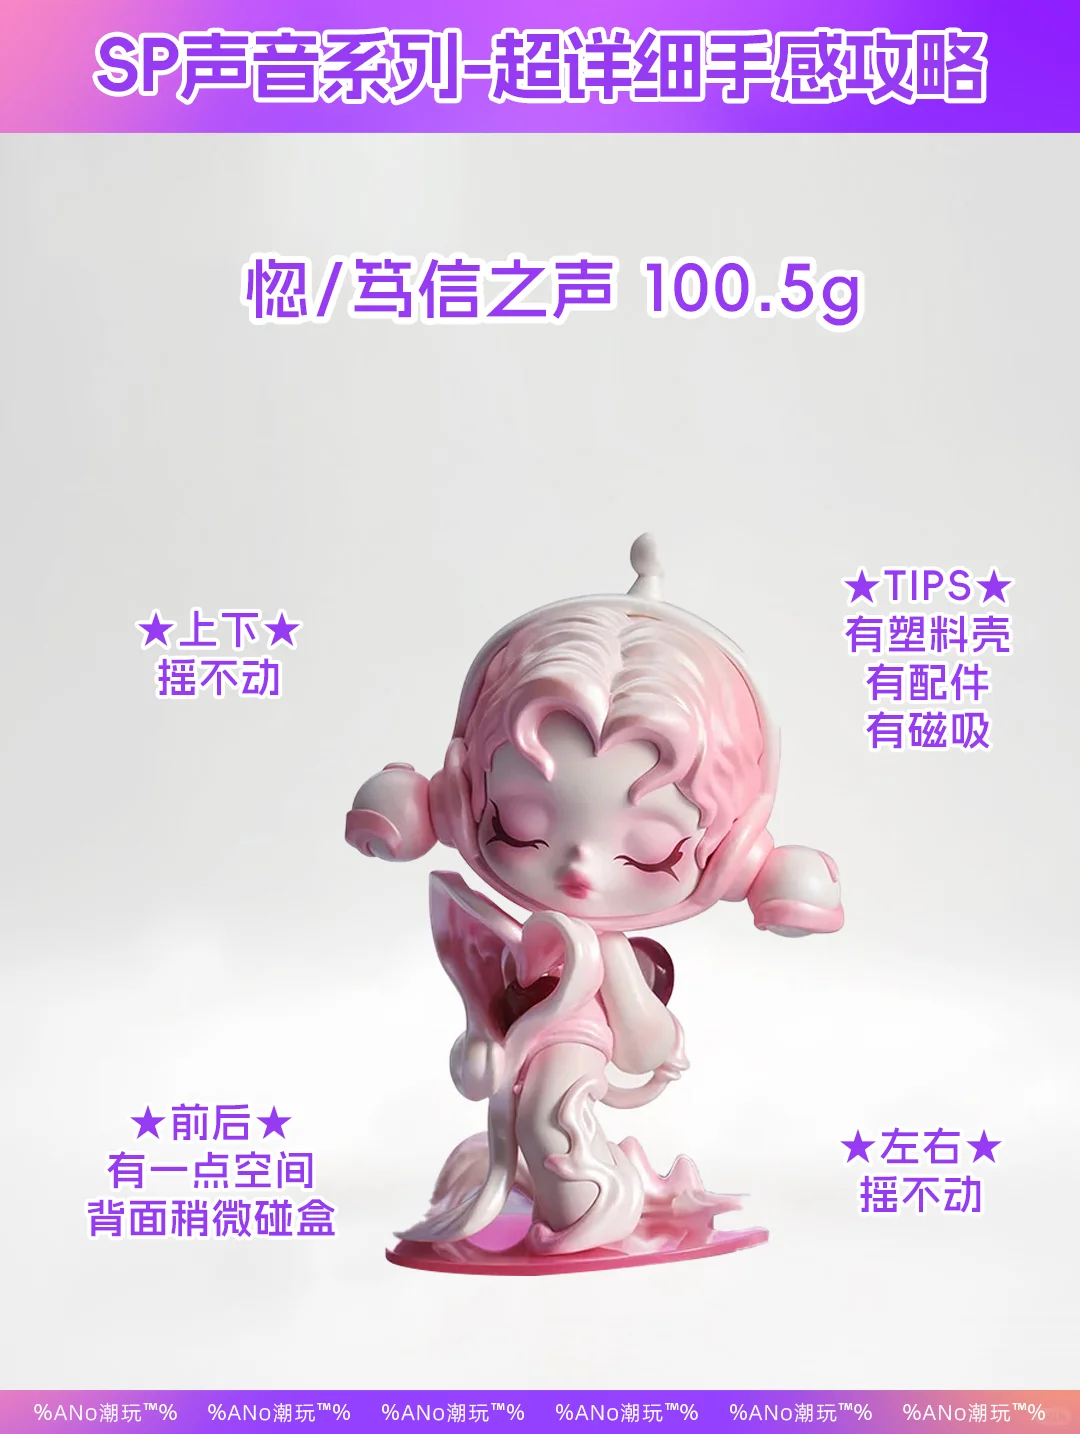 SP声音系列-超详细手感攻略
惚/笃信之声 100.5g
★TIPS★
有塑料壳
有配件
有磁吸
★上下★
摇不动
★前后★
有一点空间
背面稍微碰盒
★左右★
摇不动
%ANo潮玩™% %ANo潮玩™% %ANo潮玩™% %ANo潮玩™% %ANo潮玩™% %ANo潮玩™%